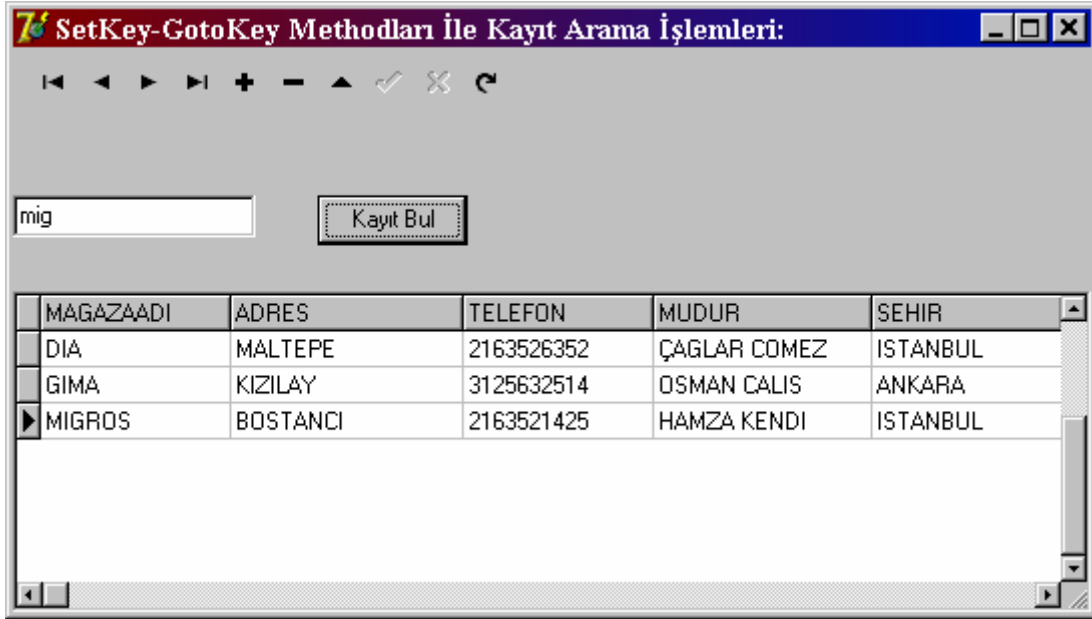 SetKey-GotoKey Methodları İle Kayıt Arama İşlemleri:
mig
Kayıt Bul
MAGAZAADI ADRES TELEFON MUDUR SEHIR
DIA MALTEPE 2163526352 ÇAGLAR COMEZ ISTANBUL
GIMA KIZILAY 3125632514 OSMAN CALIS ANKARA
MIGROS BOSTANCI 2163521425 HAMZA KENDI ISTANBUL